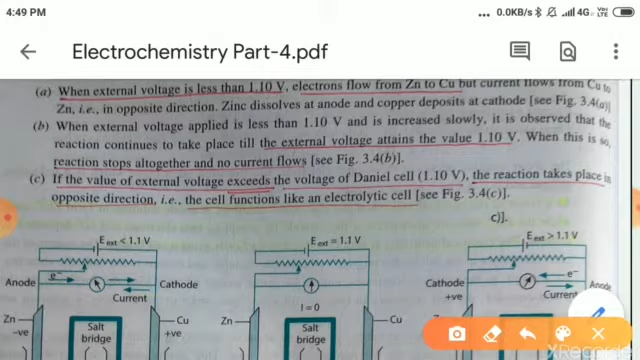 4:49 PM
... 0.0KB/s 4G VoLTE
Electrochemistry Part-4.pdf
(a) When external voltage is less than 1.10 V, electrons flow from Zn to Cu but current flows from Cu to
Zn, i.e., in opposite direction. Zinc dissolves at anode and copper deposits at cathode [see Fig. 3.4(a)]
(b) When external voltage applied is less than 1.10 V and is increased slowly, it is observed that the
reaction continues to take place till the external voltage attains the value 1.10 V. When this is so,
reaction stops altogether and no current flows [see Fig. 3.4(b)].
(c) If the value of external voltage exceeds the voltage of Daniel cell (1.10 V), the reaction takes place in
opposite direction, i.e., the cell functions like an electrolytic cell [see Fig. 3.4(c)].
c)].
E ext < 1.1 V
E ext = 1.1 V
E ext > 1.1 V
Anode
e⁻
Cathode
Current
I = 0
Cathode
+ve
e⁻
Current
Anode
Zn
-ve
Salt
bridge
Cu
+ve
Zn
Salt
bridge
Cu
XRecorder